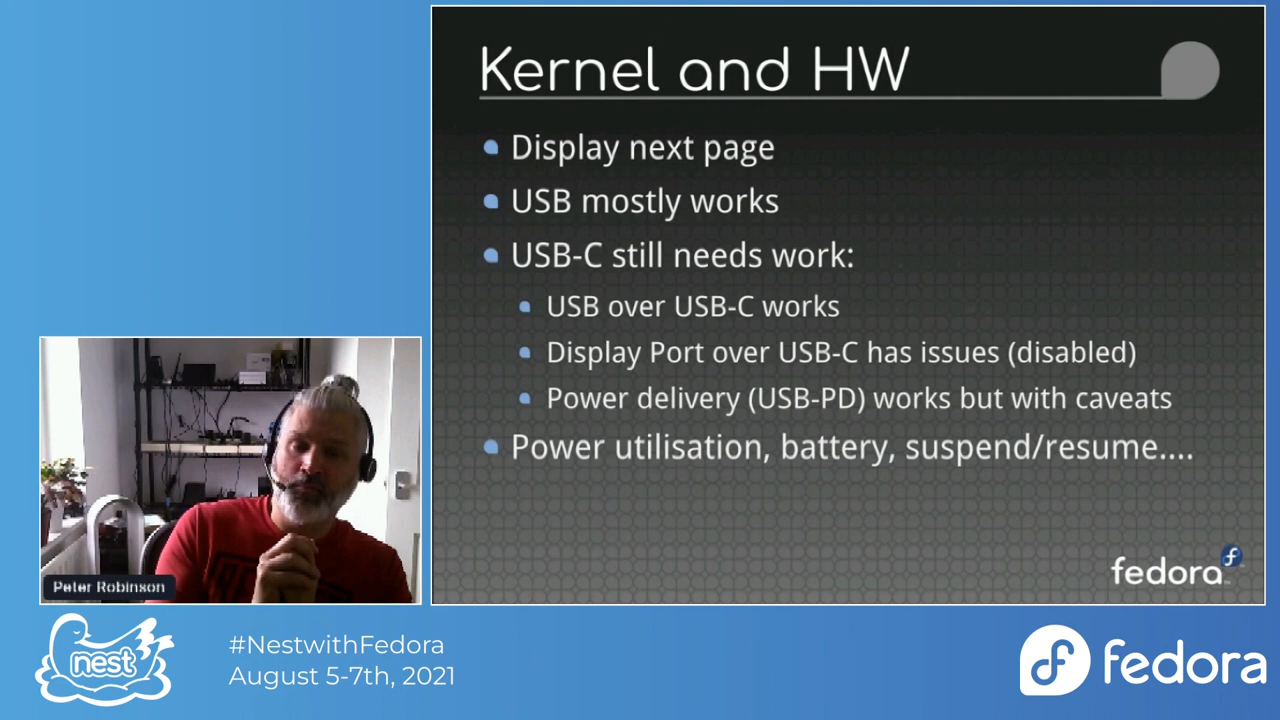 Kernel and HW
Display next page
USB mostly works
USB-C still needs work:
USB over USB-C works
Display Port over USB-C has issues (disabled)
Power delivery (USB-PD) works but with caveats
Power utilisation, battery, suspend/resume....
fedora
Peter Robinson
nest
#NestwithFedora
August 5-7th, 2021
fedora